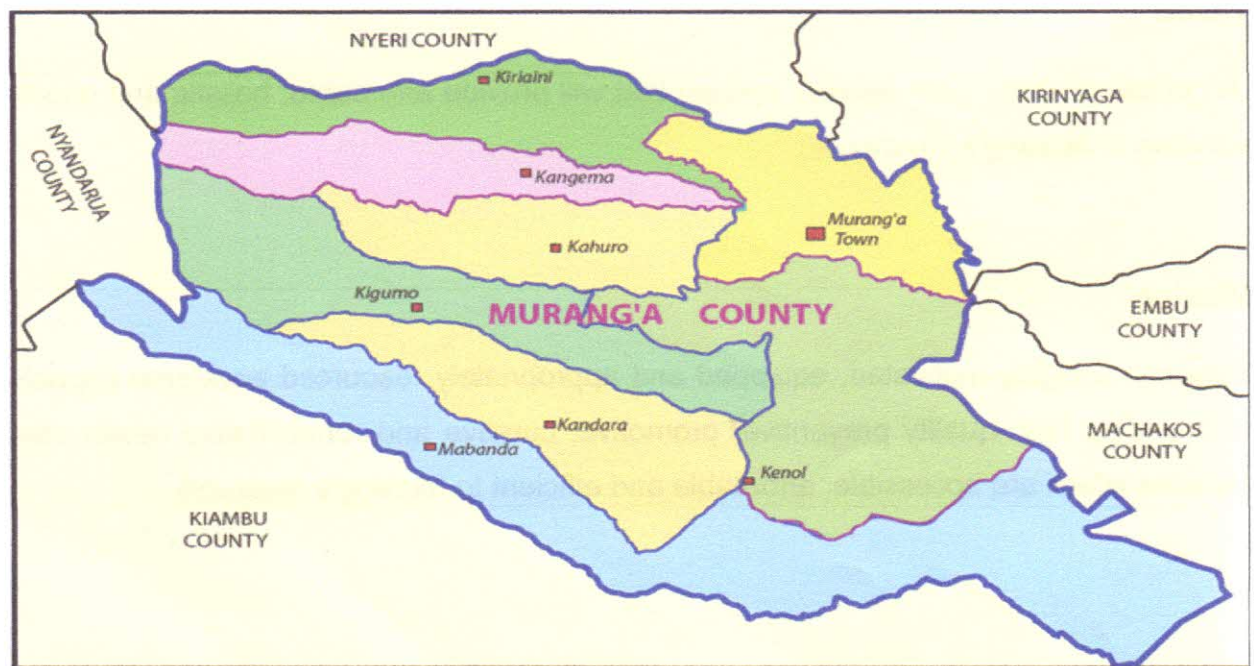 NYERI COUNTY
Kiriaini
KIRINYAGA
COUNTY
NYANDARUA
COUNTY
Kangema
Murang'a
Town
Kahuro
Kigumo
MURANG'A COUNTY
EMBU
COUNTY
Kandara
Mabanda
MACHAKOS
COUNTY
Kenol
KIAMBU
COUNTY